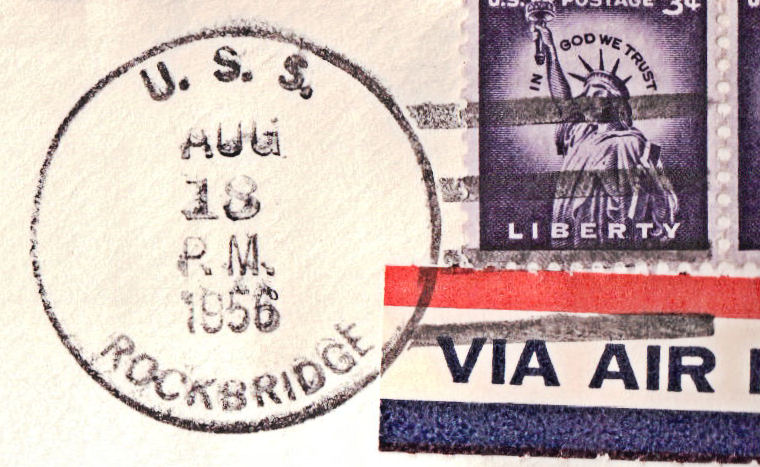 U. S. S.
AUG
18
P.M.
1956
ROCKBRIDGE
U.S. POSTAGE 3¢
IN GOD WE TRUST
LIBERTY
VIA AIR